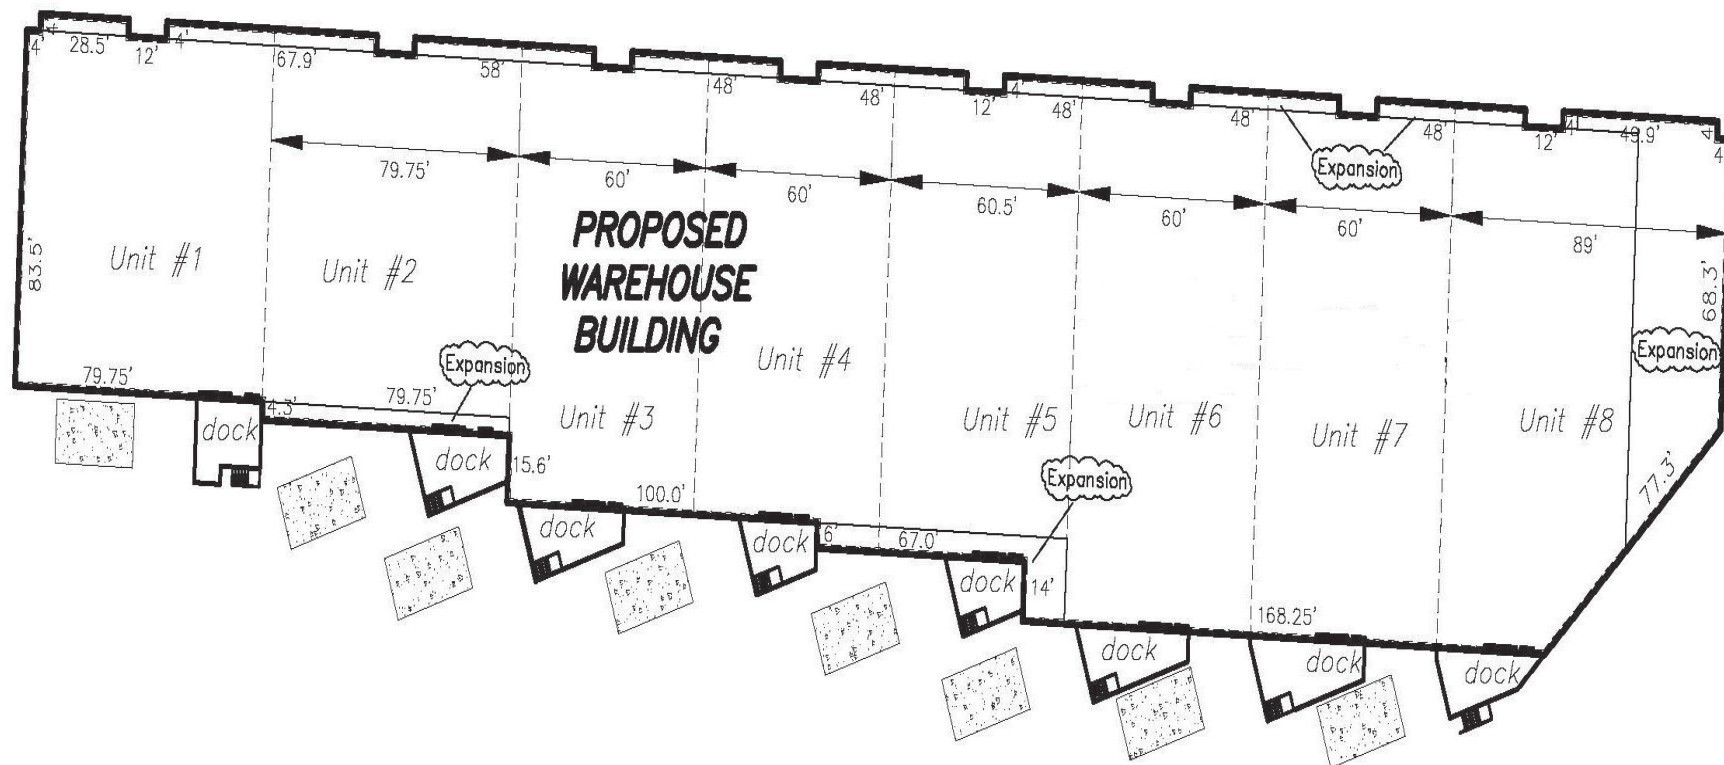 4'
4'
28.5'
12'
4'
67.9'
58'
48'
48'
12'
4'
48'
48'
48'
12'
4'
49.9'
4'
4'
Expansion
79.75'
60'
60'
60.5'
60'
60'
89'
PROPOSED
WAREHOUSE
BUILDING
83.5'
68.3'
Unit #1
Unit #2
Unit #3
Unit #4
Unit #5
Unit #6
Unit #7
Unit #8
Expansion
Expansion
Expansion
79.75'
79.75'
4.5'
15.6'
100.0'
6'
67.0'
14'
168.25'
77.3'
dock
dock
dock
dock
dock
dock
dock
dock